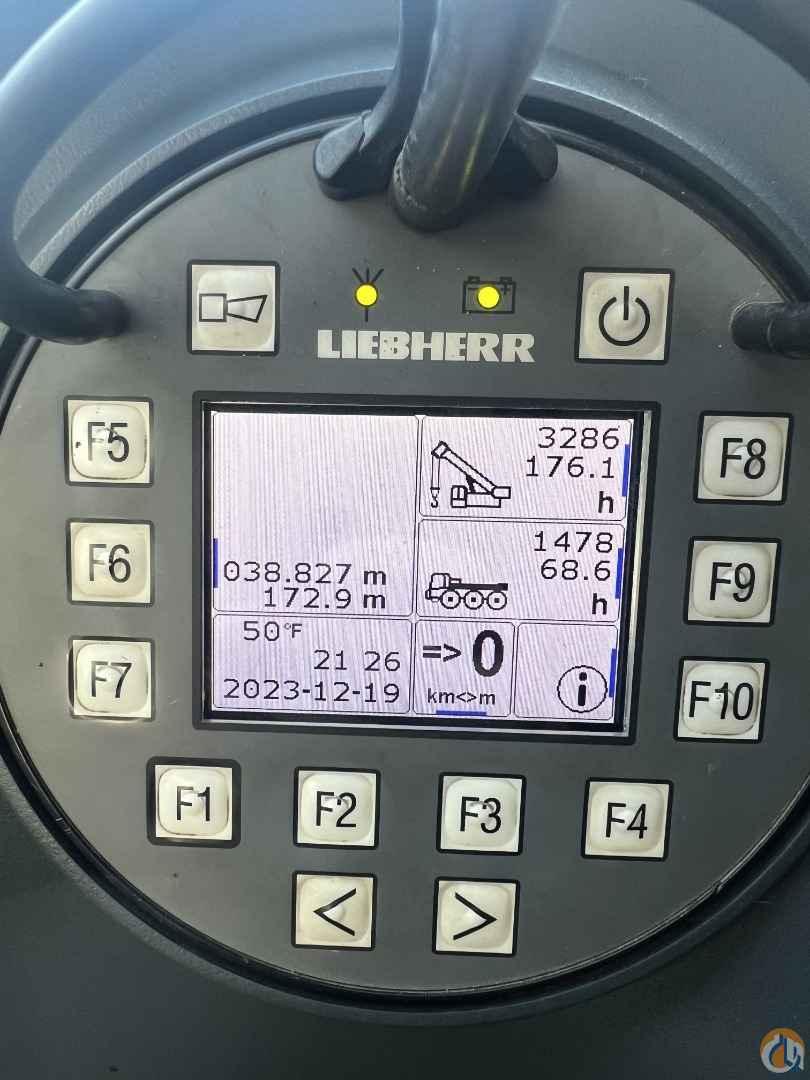 LIEBHERR
F5
F6
F7
F8
F9
F10
038.827 m
172.9 m
3286
176.1
h
1478
68.6
h
50°F
21 26
2023-12-19
=> 0
km<>m
i
F1
F2
F3
F4
< >